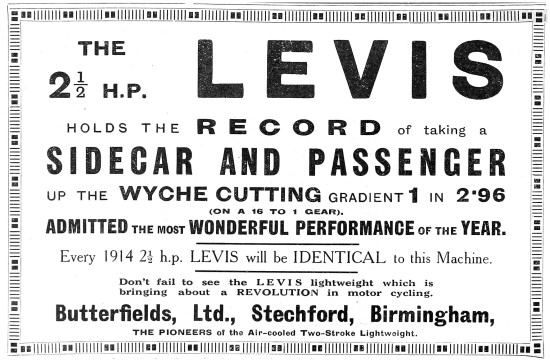 THE
2½ H.P. LEVIS
HOLDS THE RECORD of taking a
SIDECAR AND PASSENGER
UP THE WYCHE CUTTING GRADIENT 1 IN 2·96
(ON A 16 TO 1 GEAR).
ADMITTED THE MOST WONDERFUL PERFORMANCE OF THE YEAR.
Every 1914 2½ h.p. LEVIS will be IDENTICAL to this Machine.
Don't fail to see the LEVIS lightweight which is
bringing about a REVOLUTION in motor cycling.
Butterfields, Ltd., Stechford, Birmingham,
THE PIONEERS of the Air-cooled Two-Stroke Lightweight.